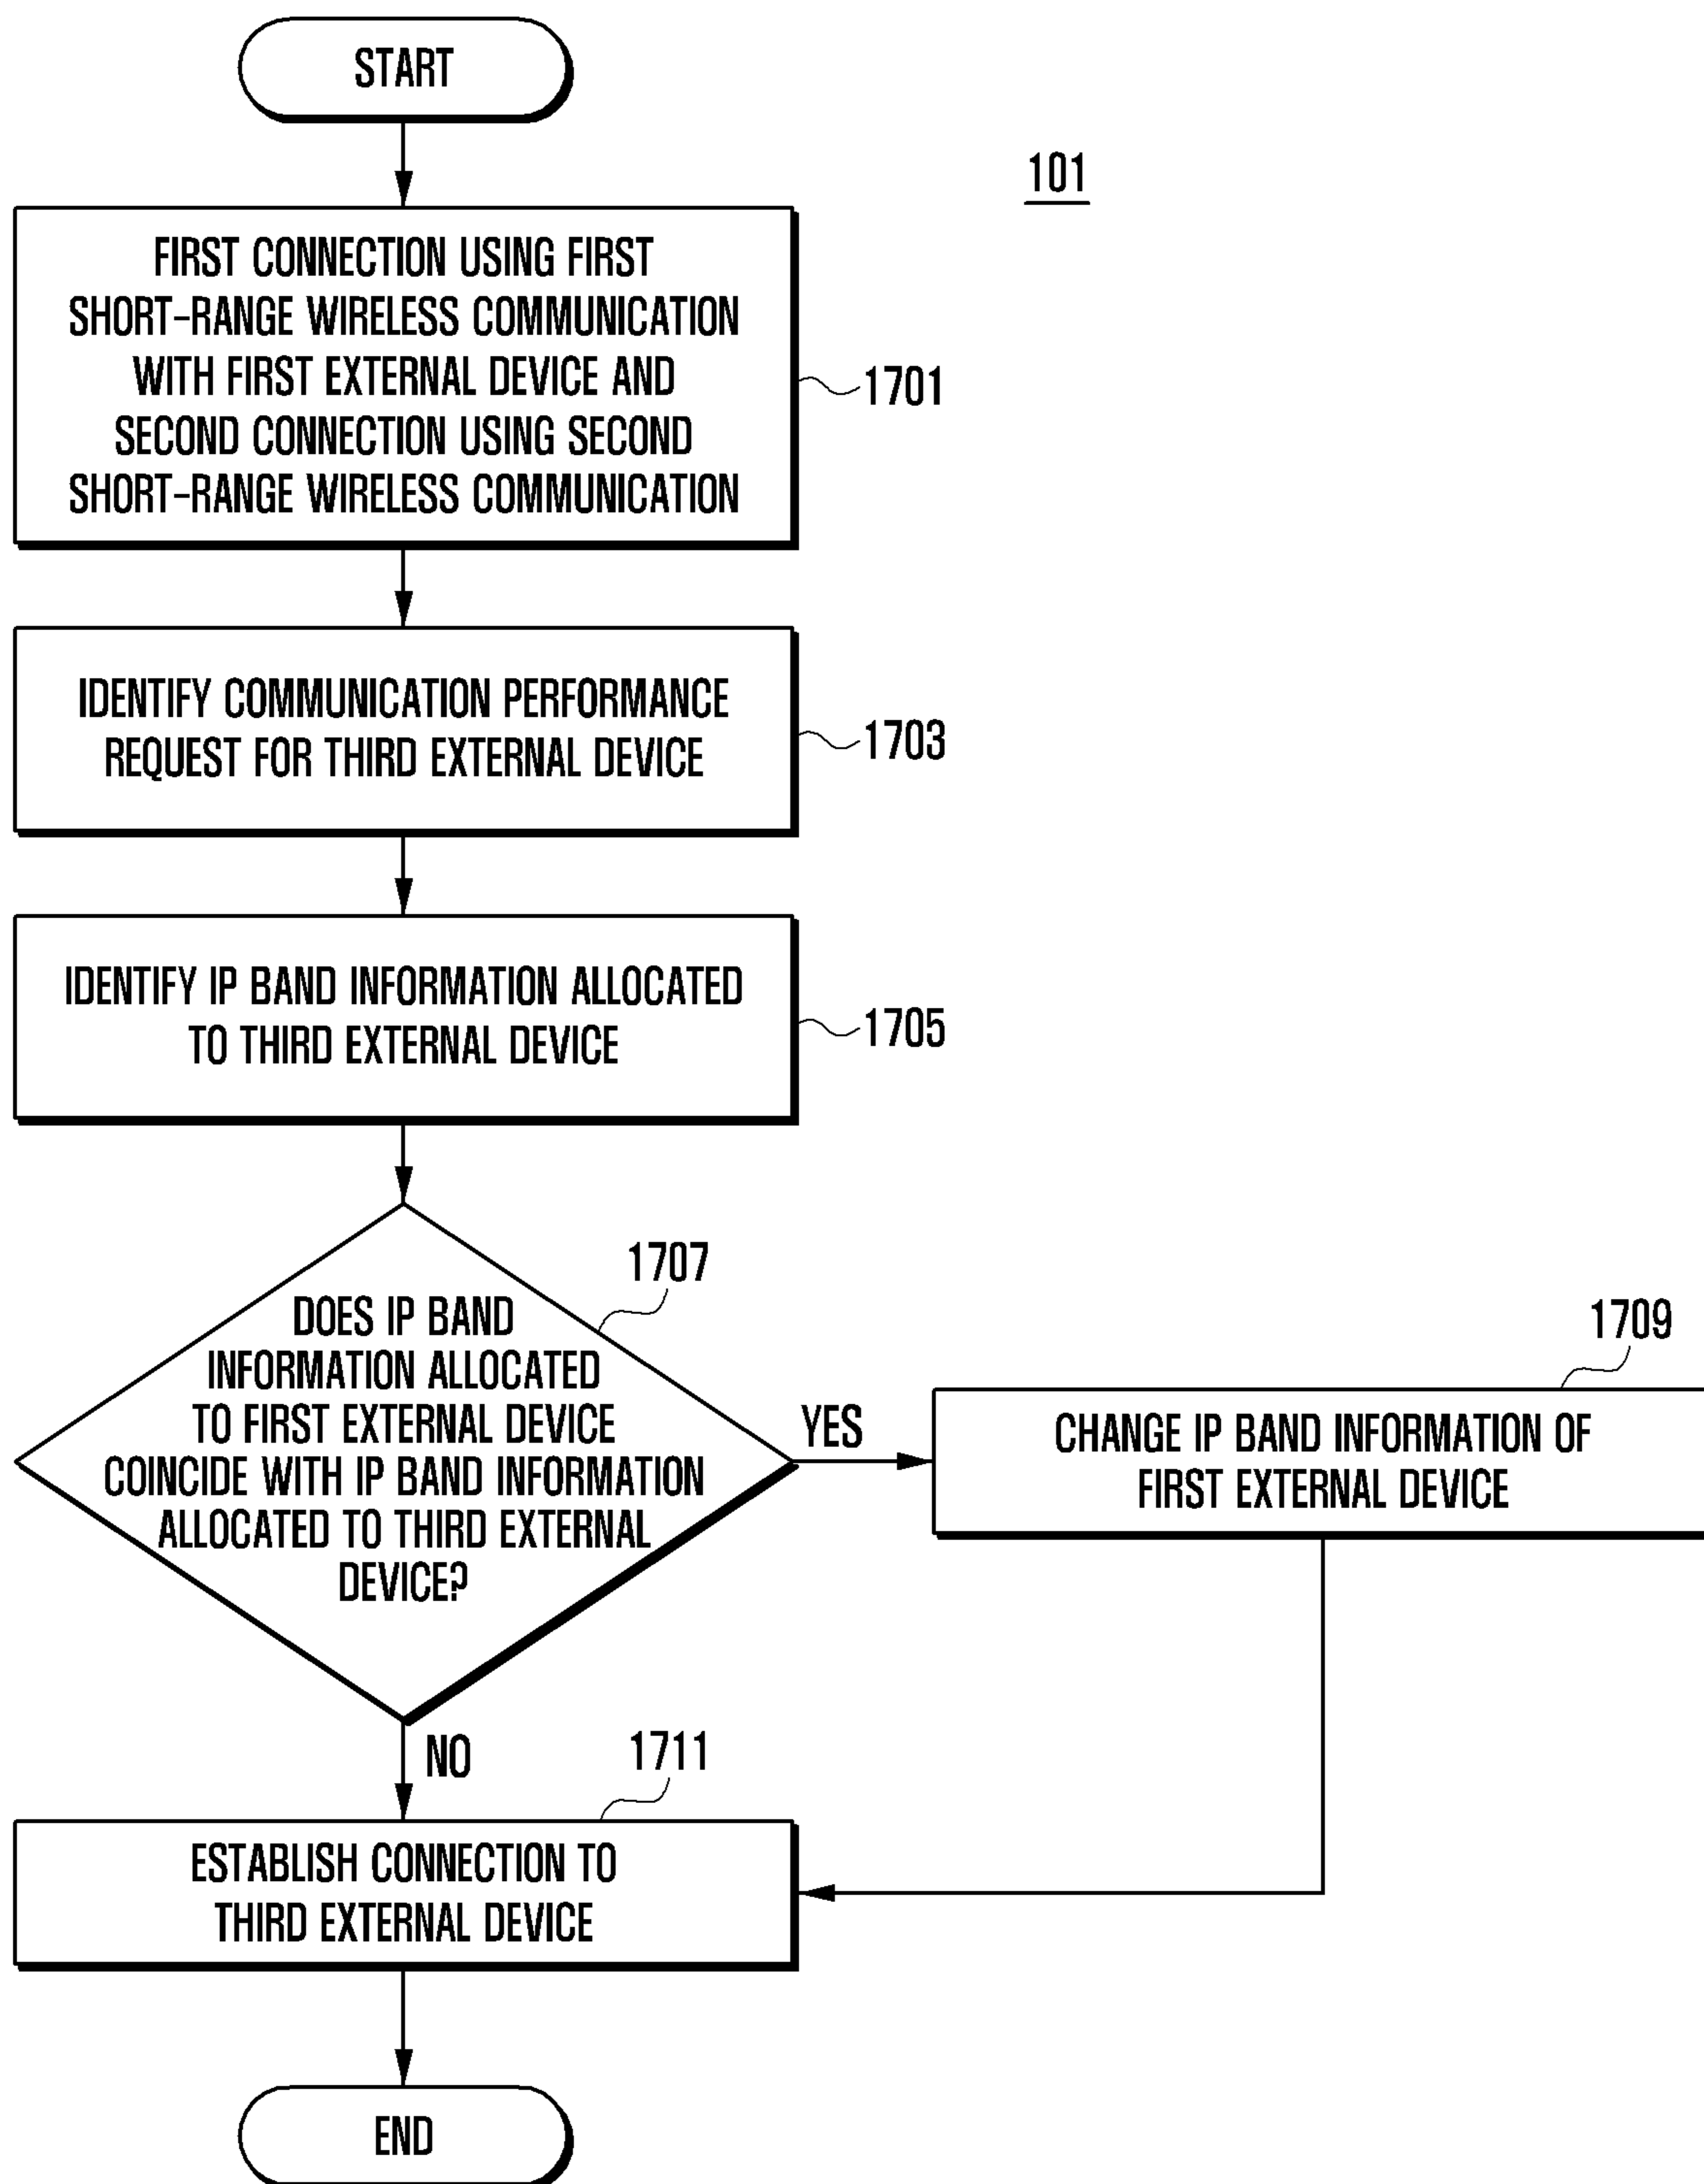 START
101
FIRST CONNECTION USING FIRST
SHORT-RANGE WIRELESS COMMUNICATION
WITH FIRST EXTERNAL DEVICE AND
SECOND CONNECTION USING SECOND
SHORT-RANGE WIRELESS COMMUNICATION
1701
IDENTIFY COMMUNICATION PERFORMANCE
REQUEST FOR THIRD EXTERNAL DEVICE
1703
IDENTIFY IP BAND INFORMATION ALLOCATED
TO THIRD EXTERNAL DEVICE
1705
1707
DOES IP BAND
INFORMATION ALLOCATED
TO FIRST EXTERNAL DEVICE
COINCIDE WITH IP BAND INFORMATION
ALLOCATED TO THIRD EXTERNAL
DEVICE?
YES
1709
CHANGE IP BAND INFORMATION OF
FIRST EXTERNAL DEVICE
NO
1711
ESTABLISH CONNECTION TO
THIRD EXTERNAL DEVICE
END